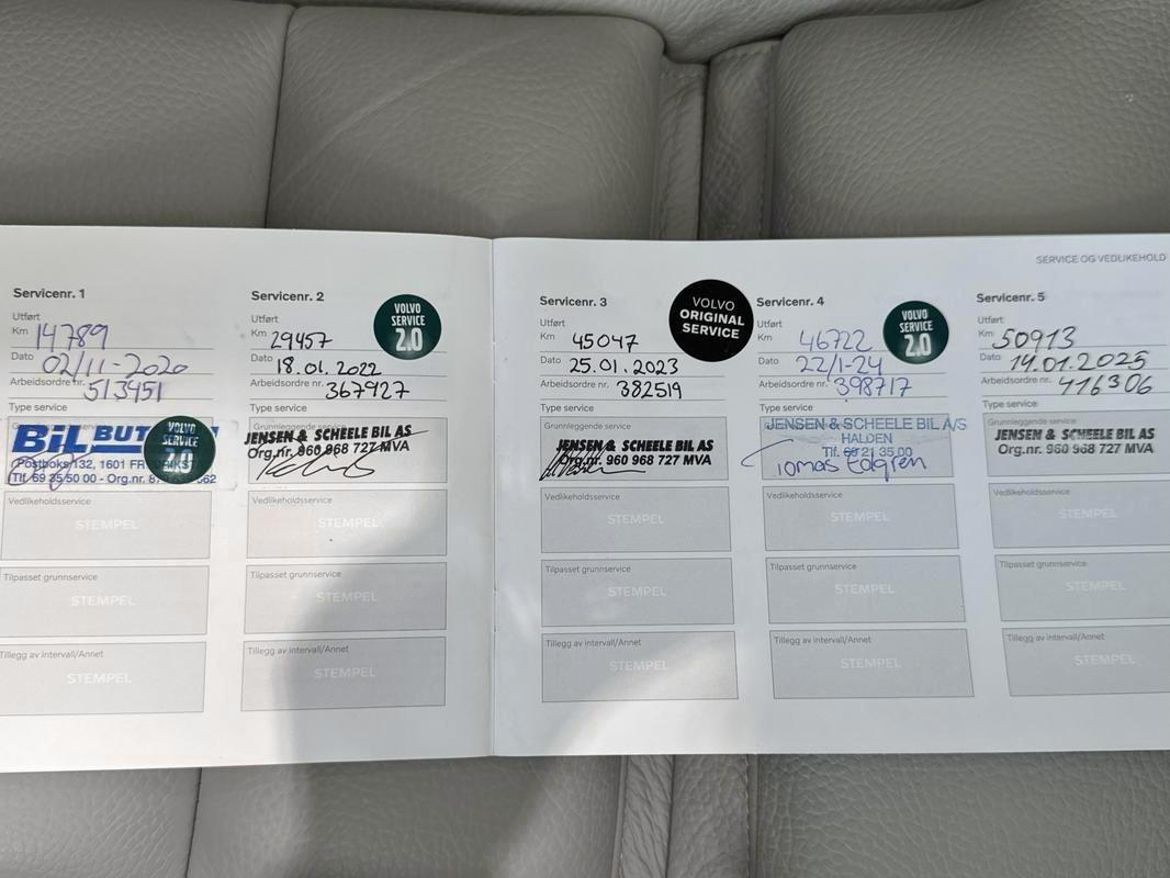 SERVICE OG VEDLIKEHOLD
Servicenr. 1
Utført
Km 14789
Dato 02/11-2020
Arbeidsordre nr. 513451
Type service
BiL BUT
VOLVO SERVICE 2.0
Postboks 132, 1601 FR
Tlf. 69 35 50 00 - Org.nr.
Vedlikeholdsservice
STEMPEL
Tilpasset grunnservice
STEMPEL
Tillegg av intervall/Annet
STEMPEL
Servicenr. 2
VOLVO SERVICE 2.0
Utført
Km 29457
Dato 18.01.2022
Arbeidsordre nr. 367927
Type service
JENSEN & SCHEELE BIL AS
Org.nr. 960 968 727 MVA
Vedlikeholdsservice
STEMPEL
Tilpasset grunnservice
STEMPEL
Tillegg av intervall/Annet
STEMPEL
Servicenr. 3
VOLVO ORIGINAL SERVICE
Utført
Km 45047
Dato 25.01.2023
Arbeidsordre nr. 382519
Type service
Grunnleggende service
JENSEN & SCHEELE BIL AS
Org.nr. 960 968 727 MVA
Vedlikeholdsservice
STEMPEL
Tilpasset grunnservice
STEMPEL
Tillegg av intervall/Annet
STEMPEL
Servicenr. 4
VOLVO SERVICE 2.0
Utført
Km 46722
Dato 22/1-24
Arbeidsordre nr. 398717
Type service
Grunnleggende service
JENSEN & SCHEELE BIL A/S
HALDEN
Tlf. 69 21 35 00
Tomas Edgren
Vedlikeholdsservice
STEMPEL
Tilpasset grunnservice
STEMPEL
Tillegg av intervall/Annet
STEMPEL
Servicenr. 5
Utført
Km 50913
Dato 14.01.2025
Arbeidsordre nr. 416306
Type service
Grunnleggende service
JENSEN & SCHEELE BIL AS
Org.nr. 960 968 727 MVA
Vedlikeholdsservice
STEMPEL
Tilpasset grunnservice
STEMPEL
Tillegg av intervall/Annet
STEMPEL